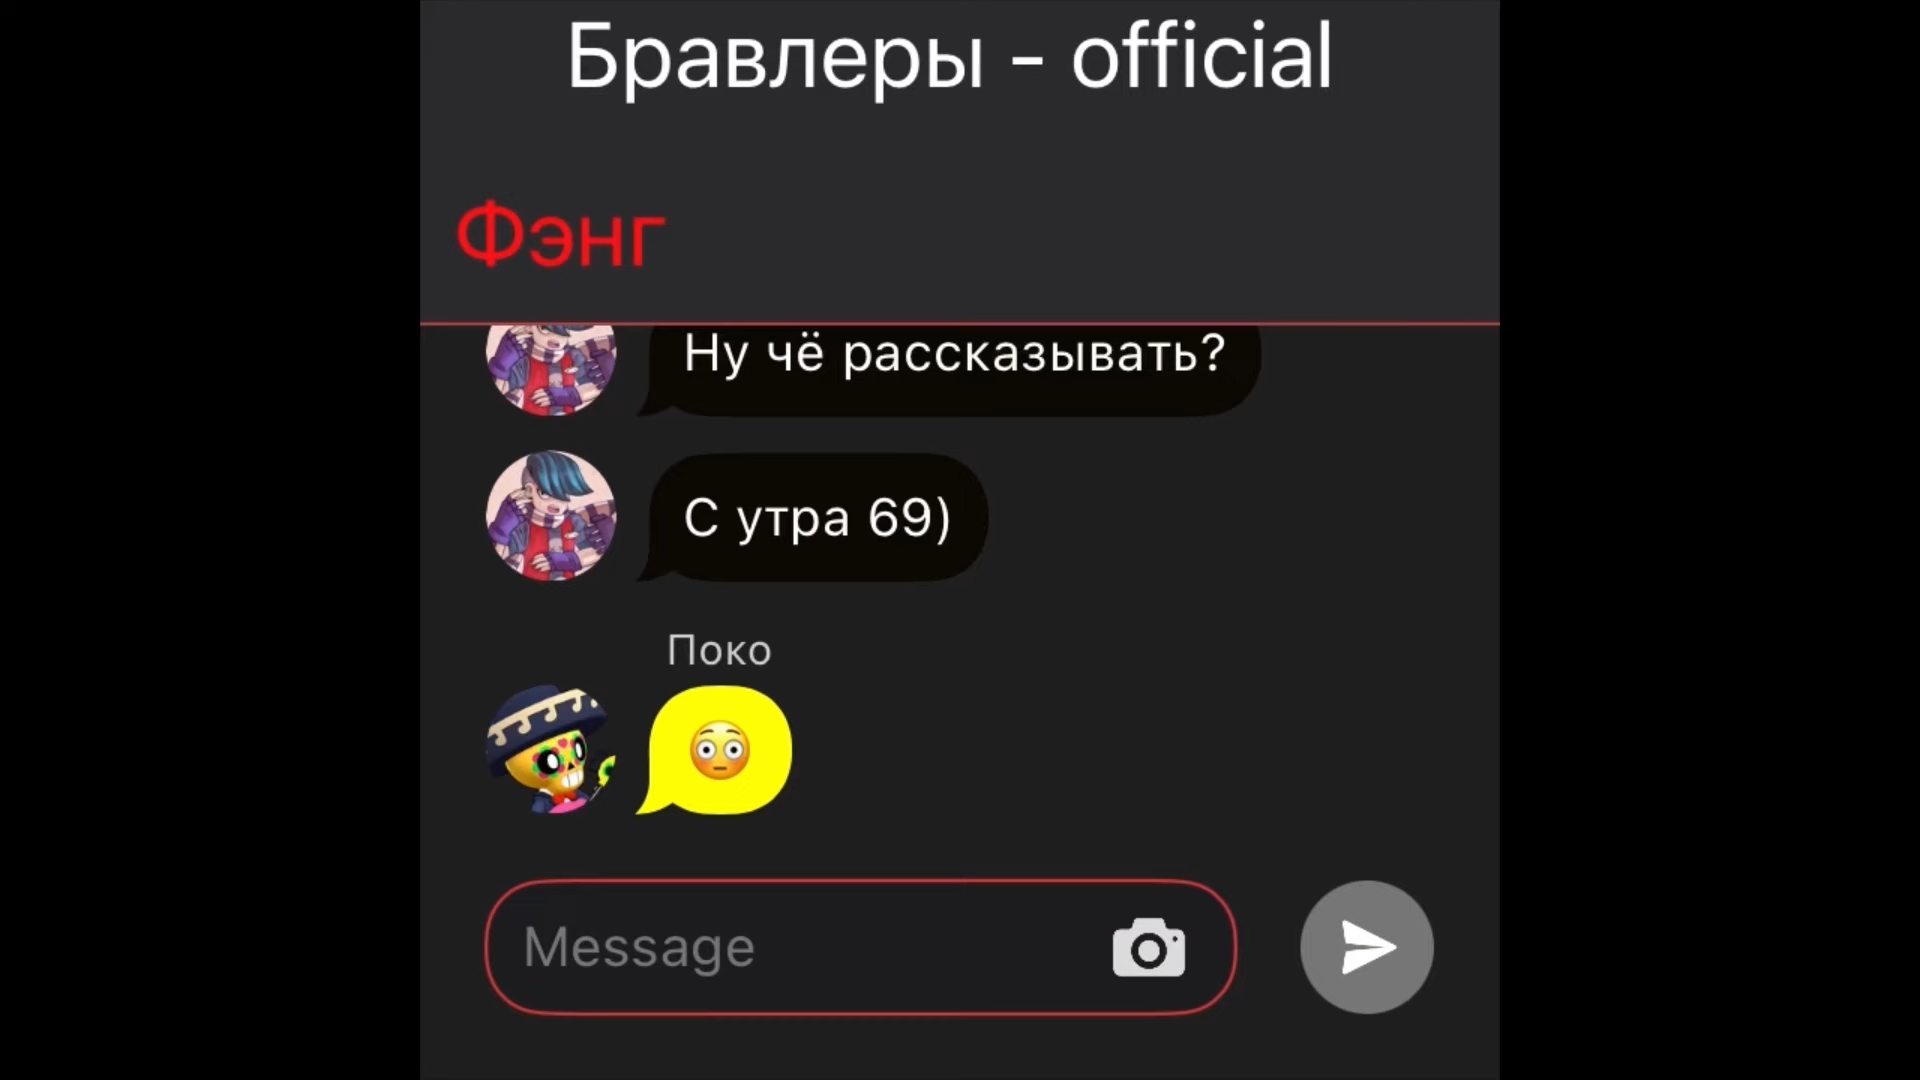 Бравлеры - official
Фэнг
Ну чё рассказывать?
С утра 69)
Поко
😳
Message